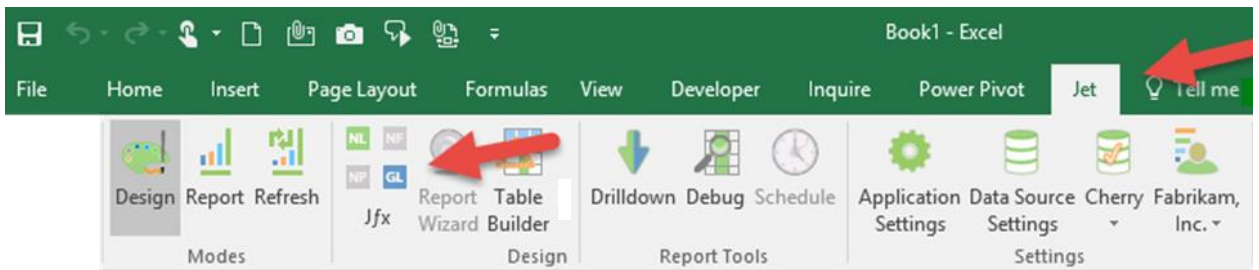 Book1 - Excel
File Home Insert Page Layout Formulas View Developer Inquire Power Pivot Jet Tell me
NL NF
NP GL
Design Report Refresh Jfx Report Wizard Table Builder Drilldown Debug Schedule Application Settings Data Source Settings Cherry Fabrikam, Inc.
Modes Design Report Tools Settings